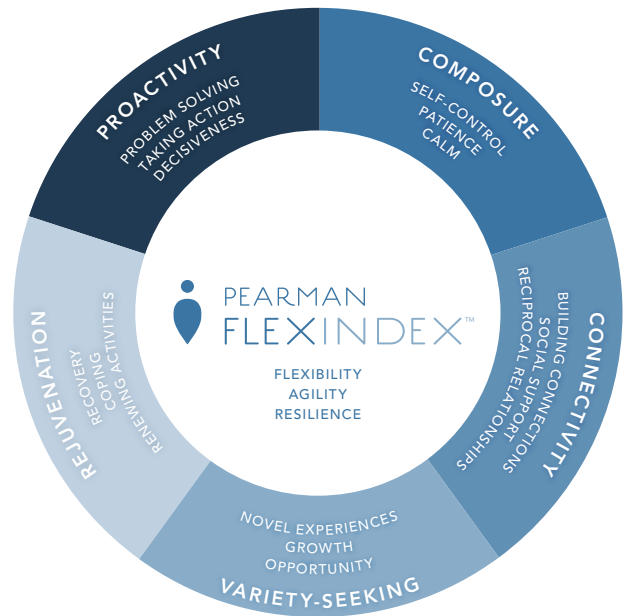 PROACTIVITY
PROBLEM SOLVING
TAKING ACTION
DECISIVENESS
COMPOSURE
SELF-CONTROL
PATIENCE
CALM
CONNECTIVITY
BUILDING CONNECTIONS
SOCIAL SUPPORT
RECIPROCAL RELATIONSHIPS
NOVEL EXPERIENCES
GROWTH
OPPORTUNITY
VARIETY-SEEKING
REJUVENATION
RECOVERY
COPING
RENEWING ACTIVITIES
PEARMAN
FLEXINDEX™
FLEXIBILITY
AGILITY
RESILIENCE